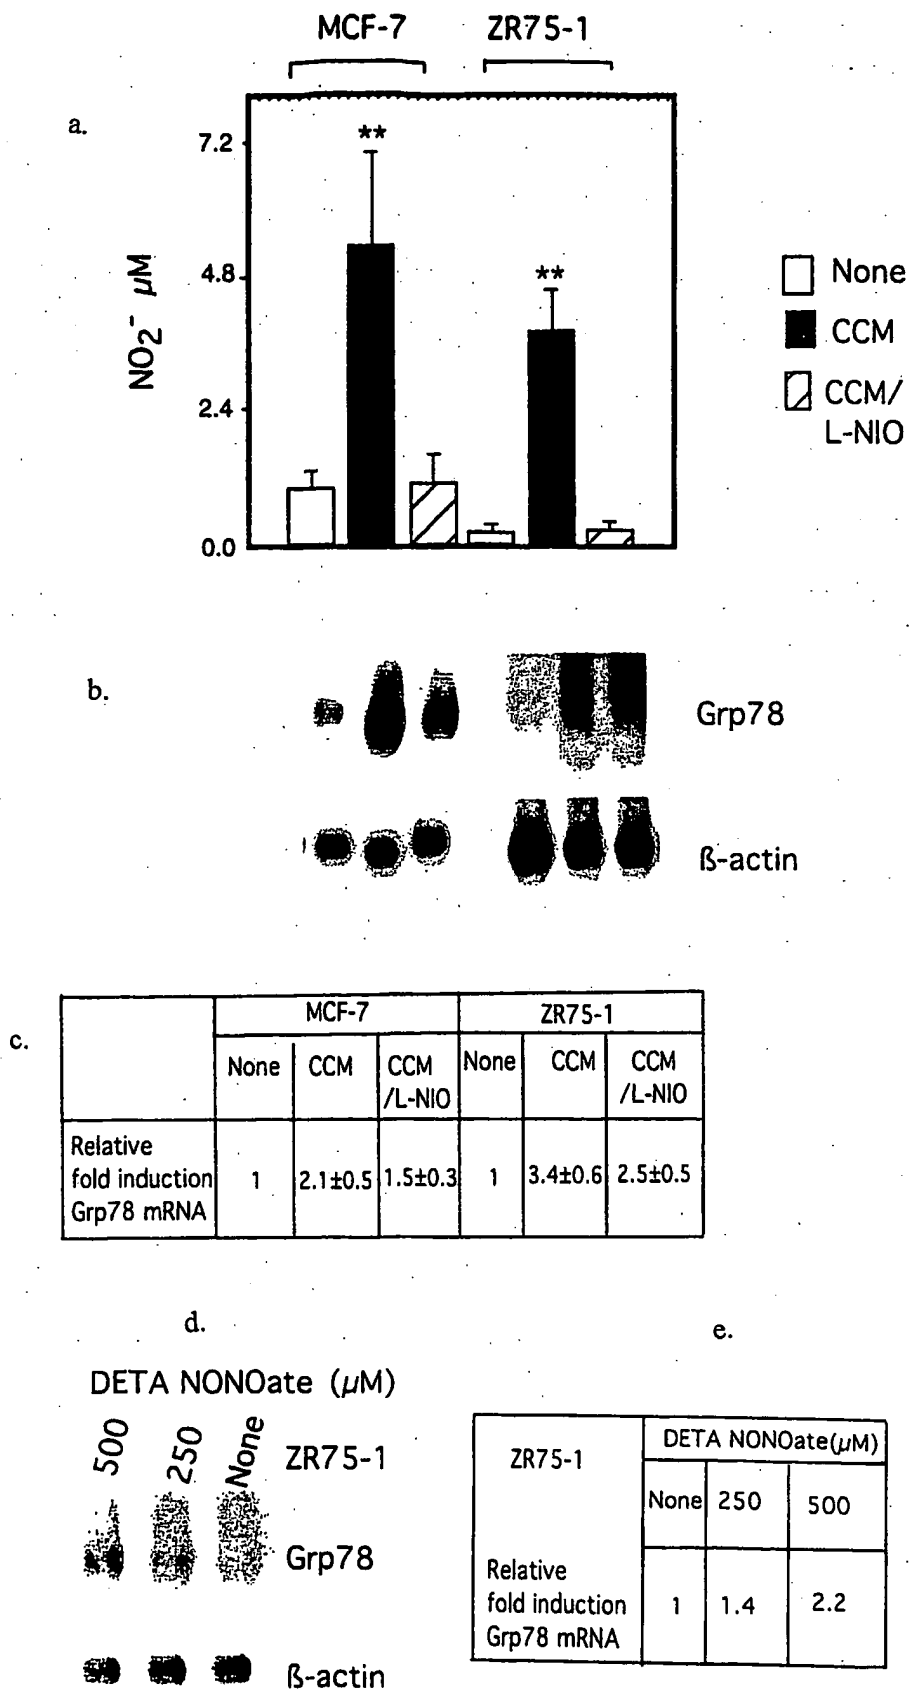 MCF-7 ZR75-1
a.
** **
7.2
4.8
2.4
0.0
NO2⁻ µM
None
CCM
CCM/
L-NIO
b.
Grp78
ß-actin
c.
MCF-7 ZR75-1
None CCM CCM /L-NIO None CCM CCM /L-NIO
Relative
fold induction 1 2.1±0.5 1.5±0.3 1 3.4±0.6 2.5±0.5
Grp78 mRNA
d.
DETA NONOate (µM)
500 250 None ZR75-1
Grp78
ß-actin
e.
ZR75-1 DETA NONOate(µM)
None 250 500
Relative
fold induction 1 1.4 2.2
Grp78 mRNA